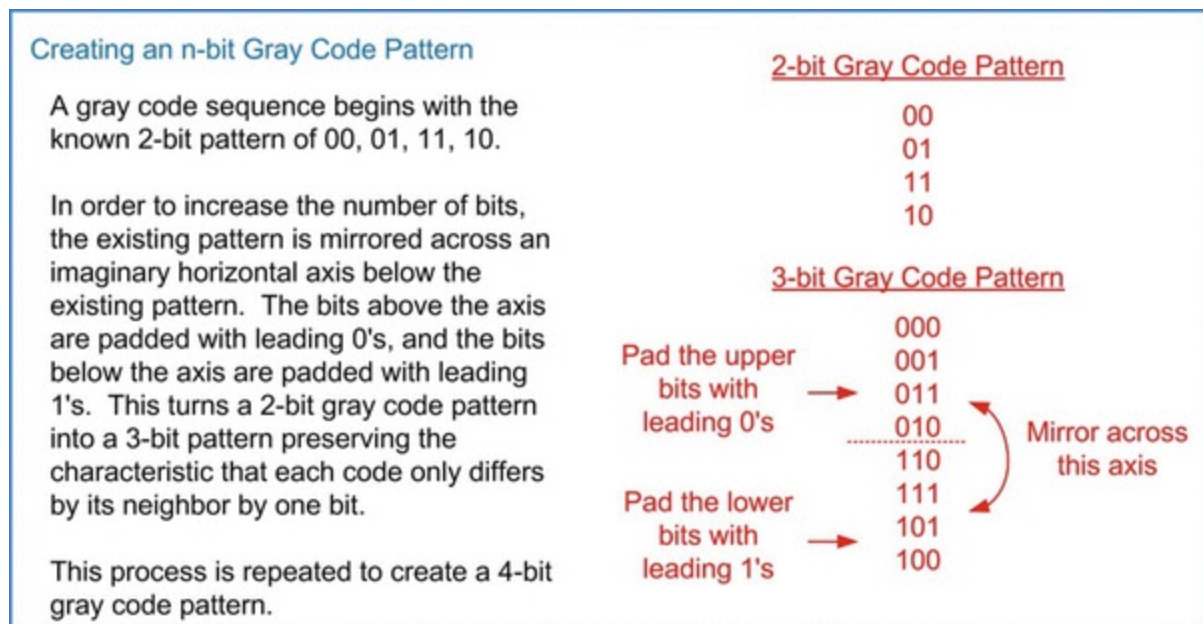 Creating an n-bit Gray Code Pattern
A gray code sequence begins with the
known 2-bit pattern of 00, 01, 11, 10.
In order to increase the number of bits,
the existing pattern is mirrored across an
imaginary horizontal axis below the
existing pattern.  The bits above the axis
are padded with leading 0's, and the bits
below the axis are padded with leading
1's.  This turns a 2-bit gray code pattern
into a 3-bit pattern preserving the
characteristic that each code only differs
by its neighbor by one bit.
This process is repeated to create a 4-bit
gray code pattern.
2-bit Gray Code Pattern
00
01
11
10
3-bit Gray Code Pattern
000
001
011
010
110
111
101
100
Pad the upper
bits with
leading 0's
Pad the lower
bits with
leading 1's
Mirror across
this axis